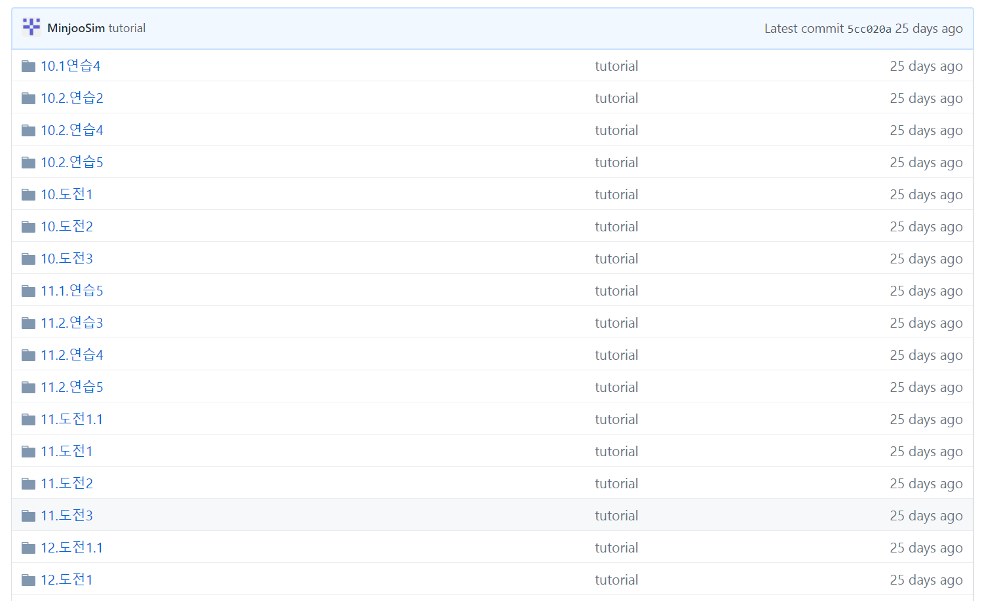 MinjooSim tutorial Latest commit 5cc020a 25 days ago
10.1연습4 tutorial 25 days ago
10.2.연습2 tutorial 25 days ago
10.2.연습4 tutorial 25 days ago
10.2.연습5 tutorial 25 days ago
10.도전1 tutorial 25 days ago
10.도전2 tutorial 25 days ago
10.도전3 tutorial 25 days ago
11.1.연습5 tutorial 25 days ago
11.2.연습3 tutorial 25 days ago
11.2.연습4 tutorial 25 days ago
11.2.연습5 tutorial 25 days ago
11.도전1.1 tutorial 25 days ago
11.도전1 tutorial 25 days ago
11.도전2 tutorial 25 days ago
11.도전3 tutorial 25 days ago
12.도전1.1 tutorial 25 days ago
12.도전1 tutorial 25 days ago